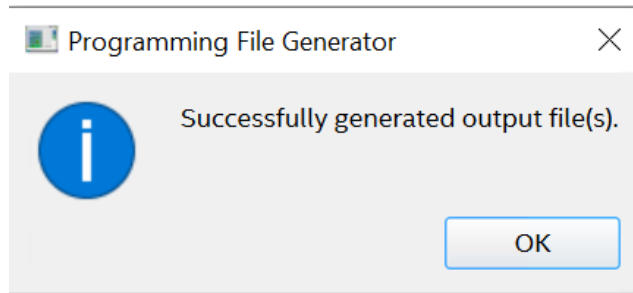 Programming File Generator
Successfully generated output file(s).
OK